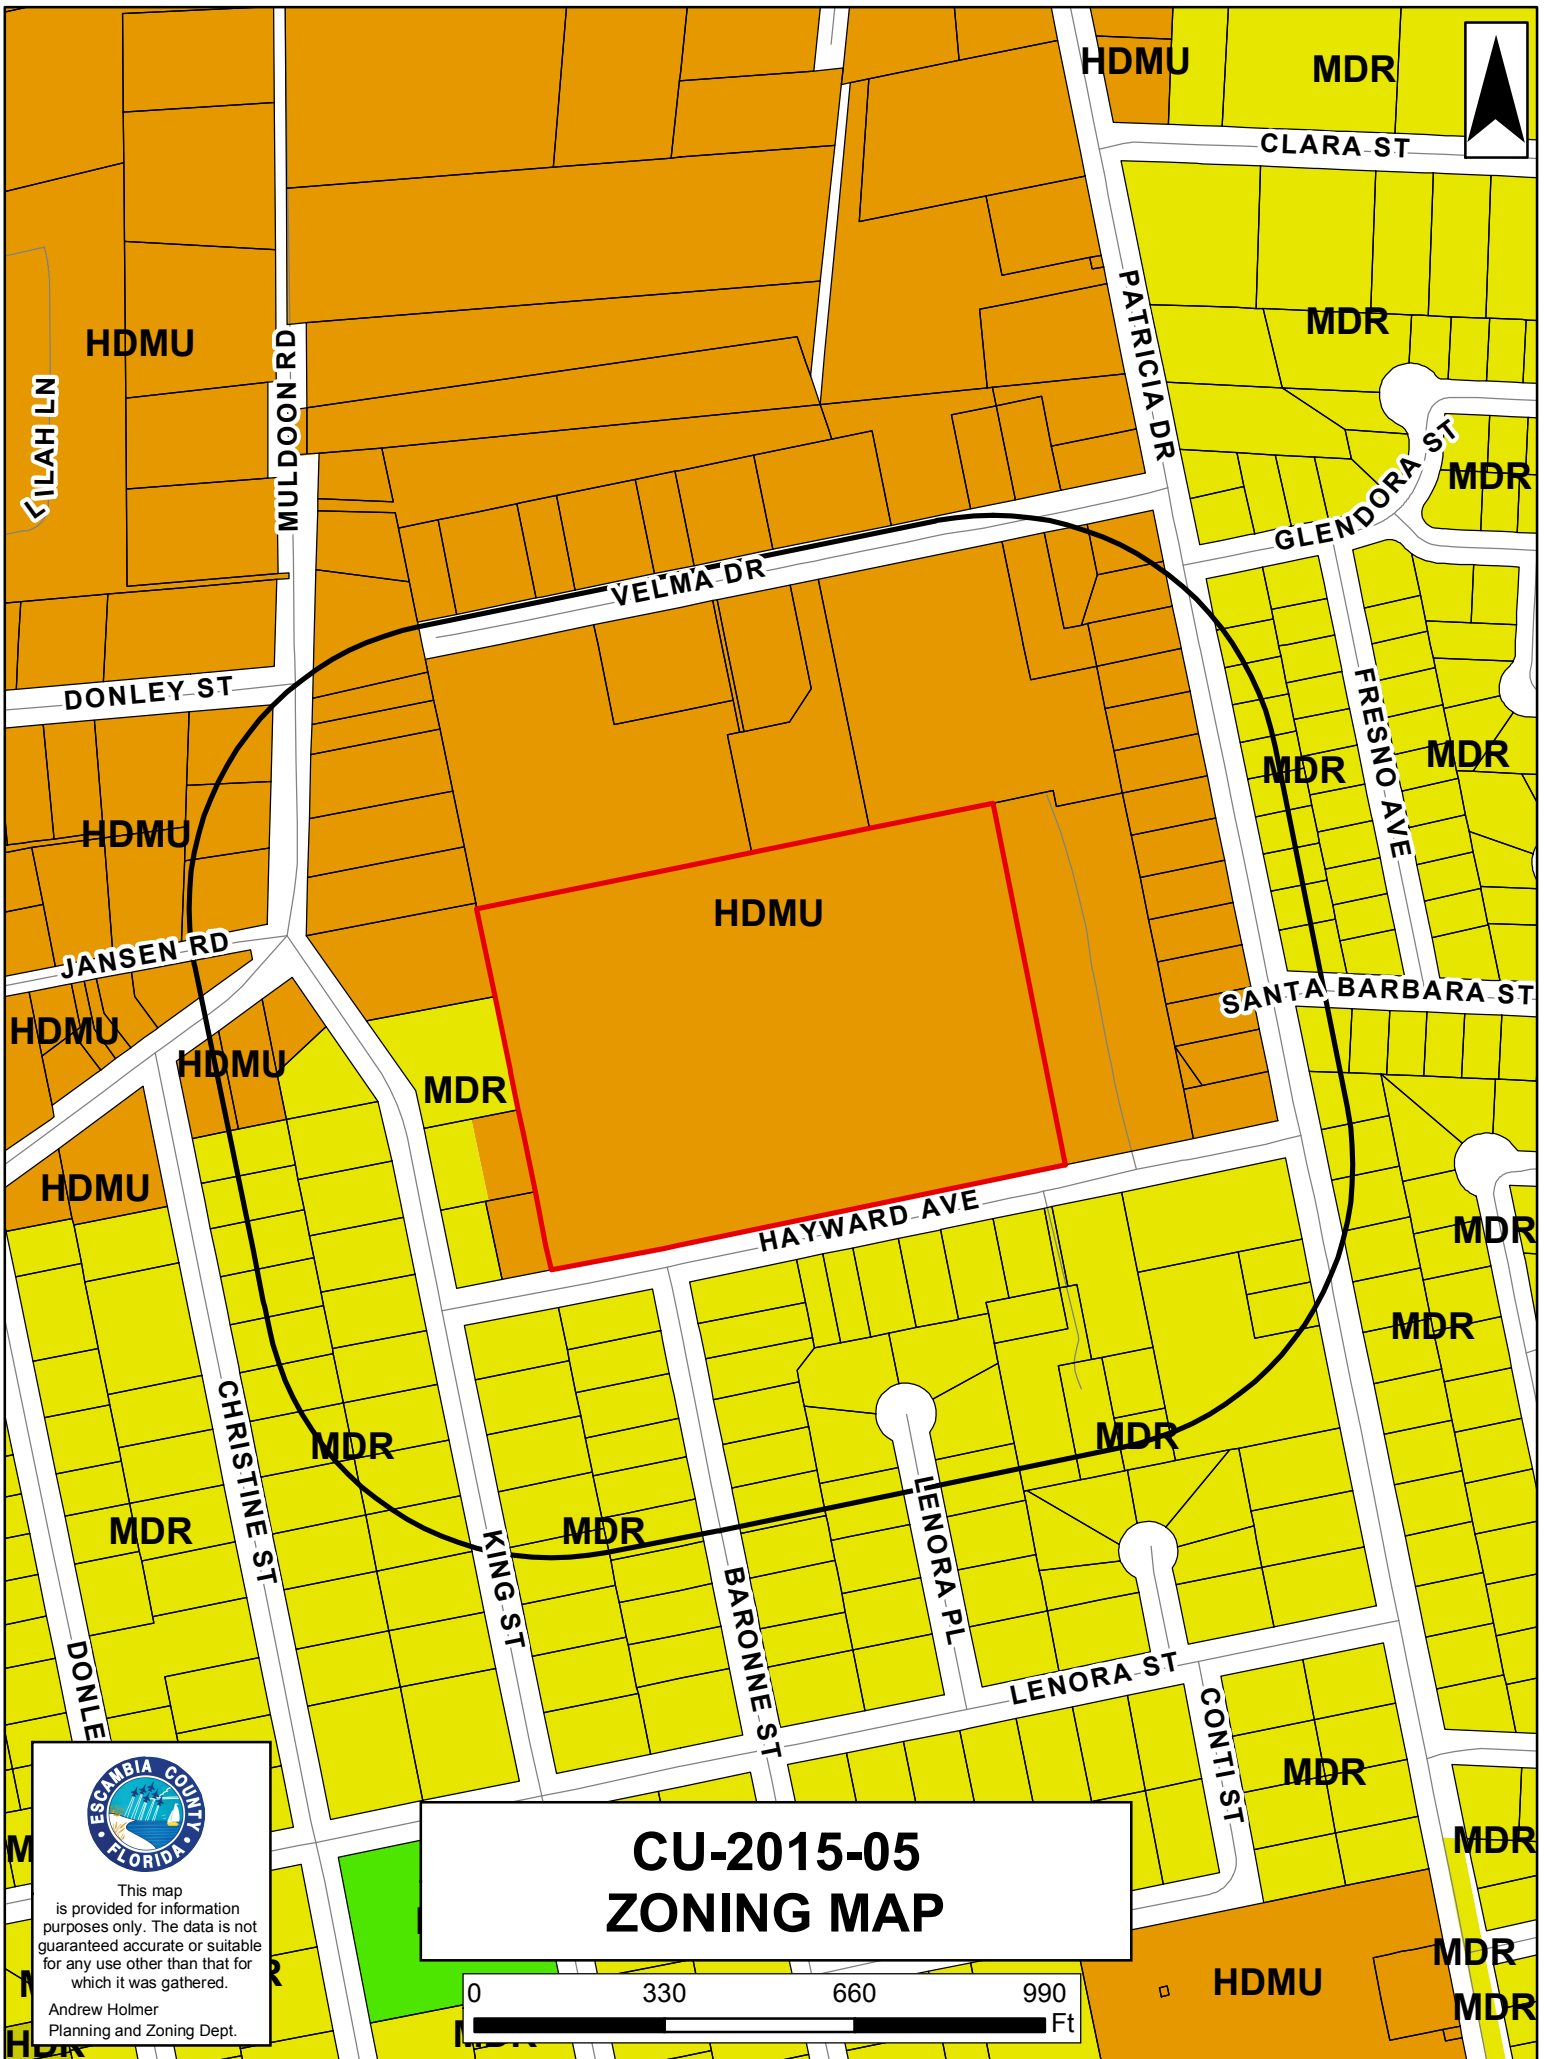 HDMU
MDR
CLARA ST
PATRICIA DR
MDR
HDMU
MULDOON RD
LILAH LN
GLENDORA ST
MDR
VELMA DR
DONLEY ST
FRESNO AVE
MDR
MDR
HDMU
HDMU
JANSEN RD
SANTA BARBARA ST
HDMU
HDMU
MDR
HDMU
HAYWARD AVE
MDR
MDR
CHRISTINE ST
MDR
MDR
MDR
MDR
KING ST
LENORA PL
BARONNE ST
LENORA ST
CONTI ST
MDR
MDR
MDR
HDMU
MDR
HDR
ESCAMBIA COUNTY
FLORIDA
This map
is provided for information
purposes only. The data is not
guaranteed accurate or suitable
for any use other than that for
which it was gathered.
Andrew Holmer
Planning and Zoning Dept.
CU-2015-05
ZONING MAP
0 330 660 990
Ft